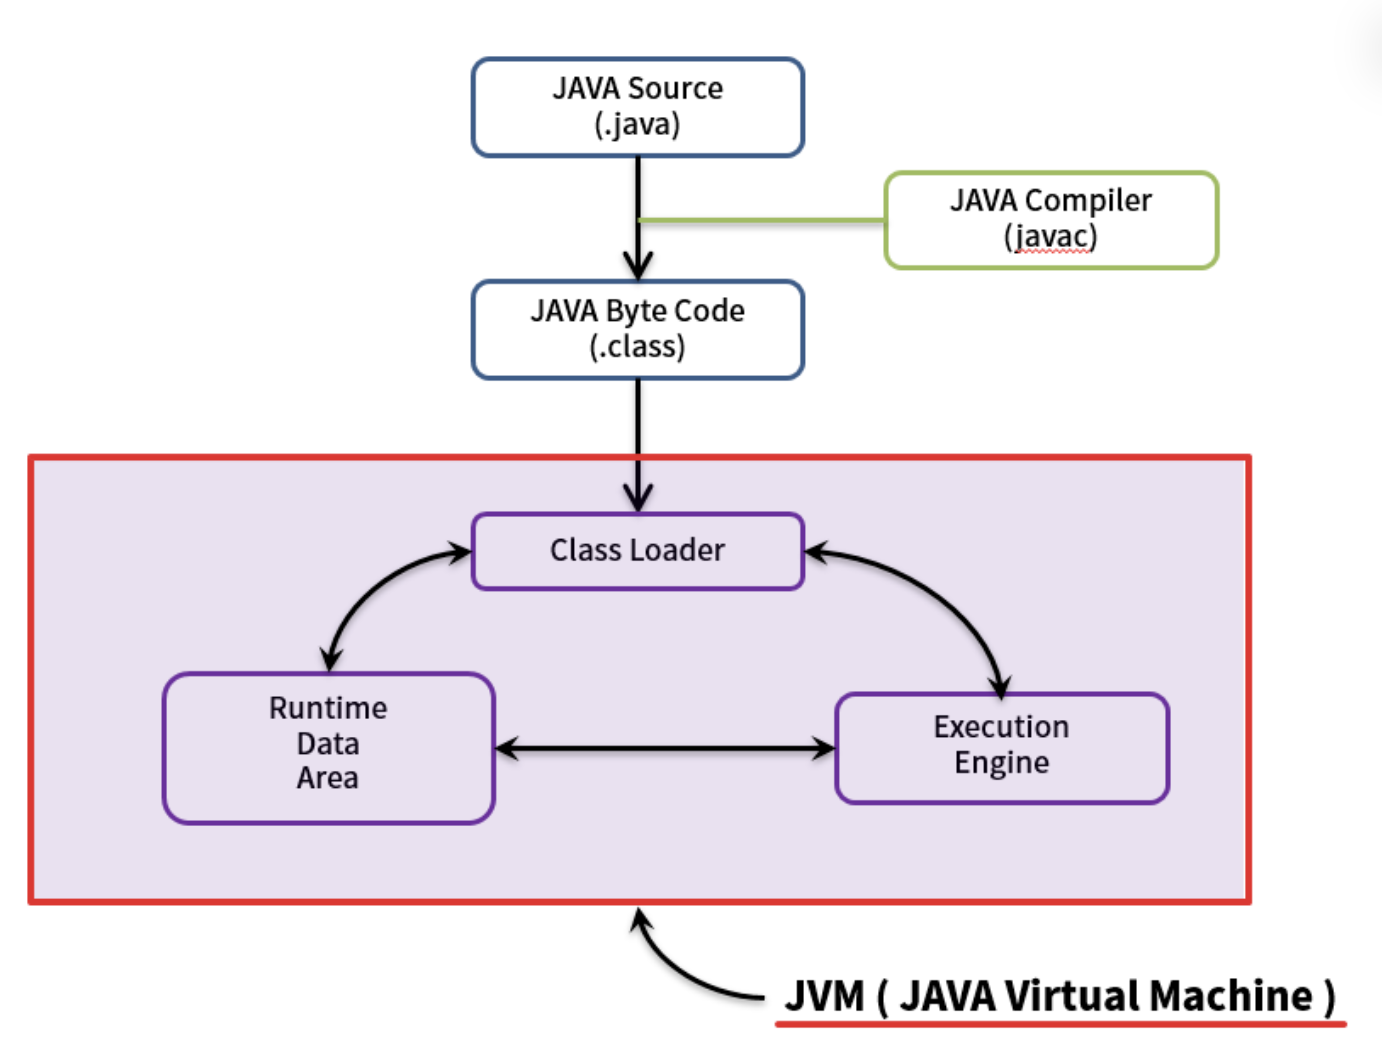 JAVA Source
(.java)
JAVA Compiler
(javac)
JAVA Byte Code
(.class)
Class Loader
Runtime
Data
Area
Execution
Engine
JVM ( JAVA Virtual Machine )